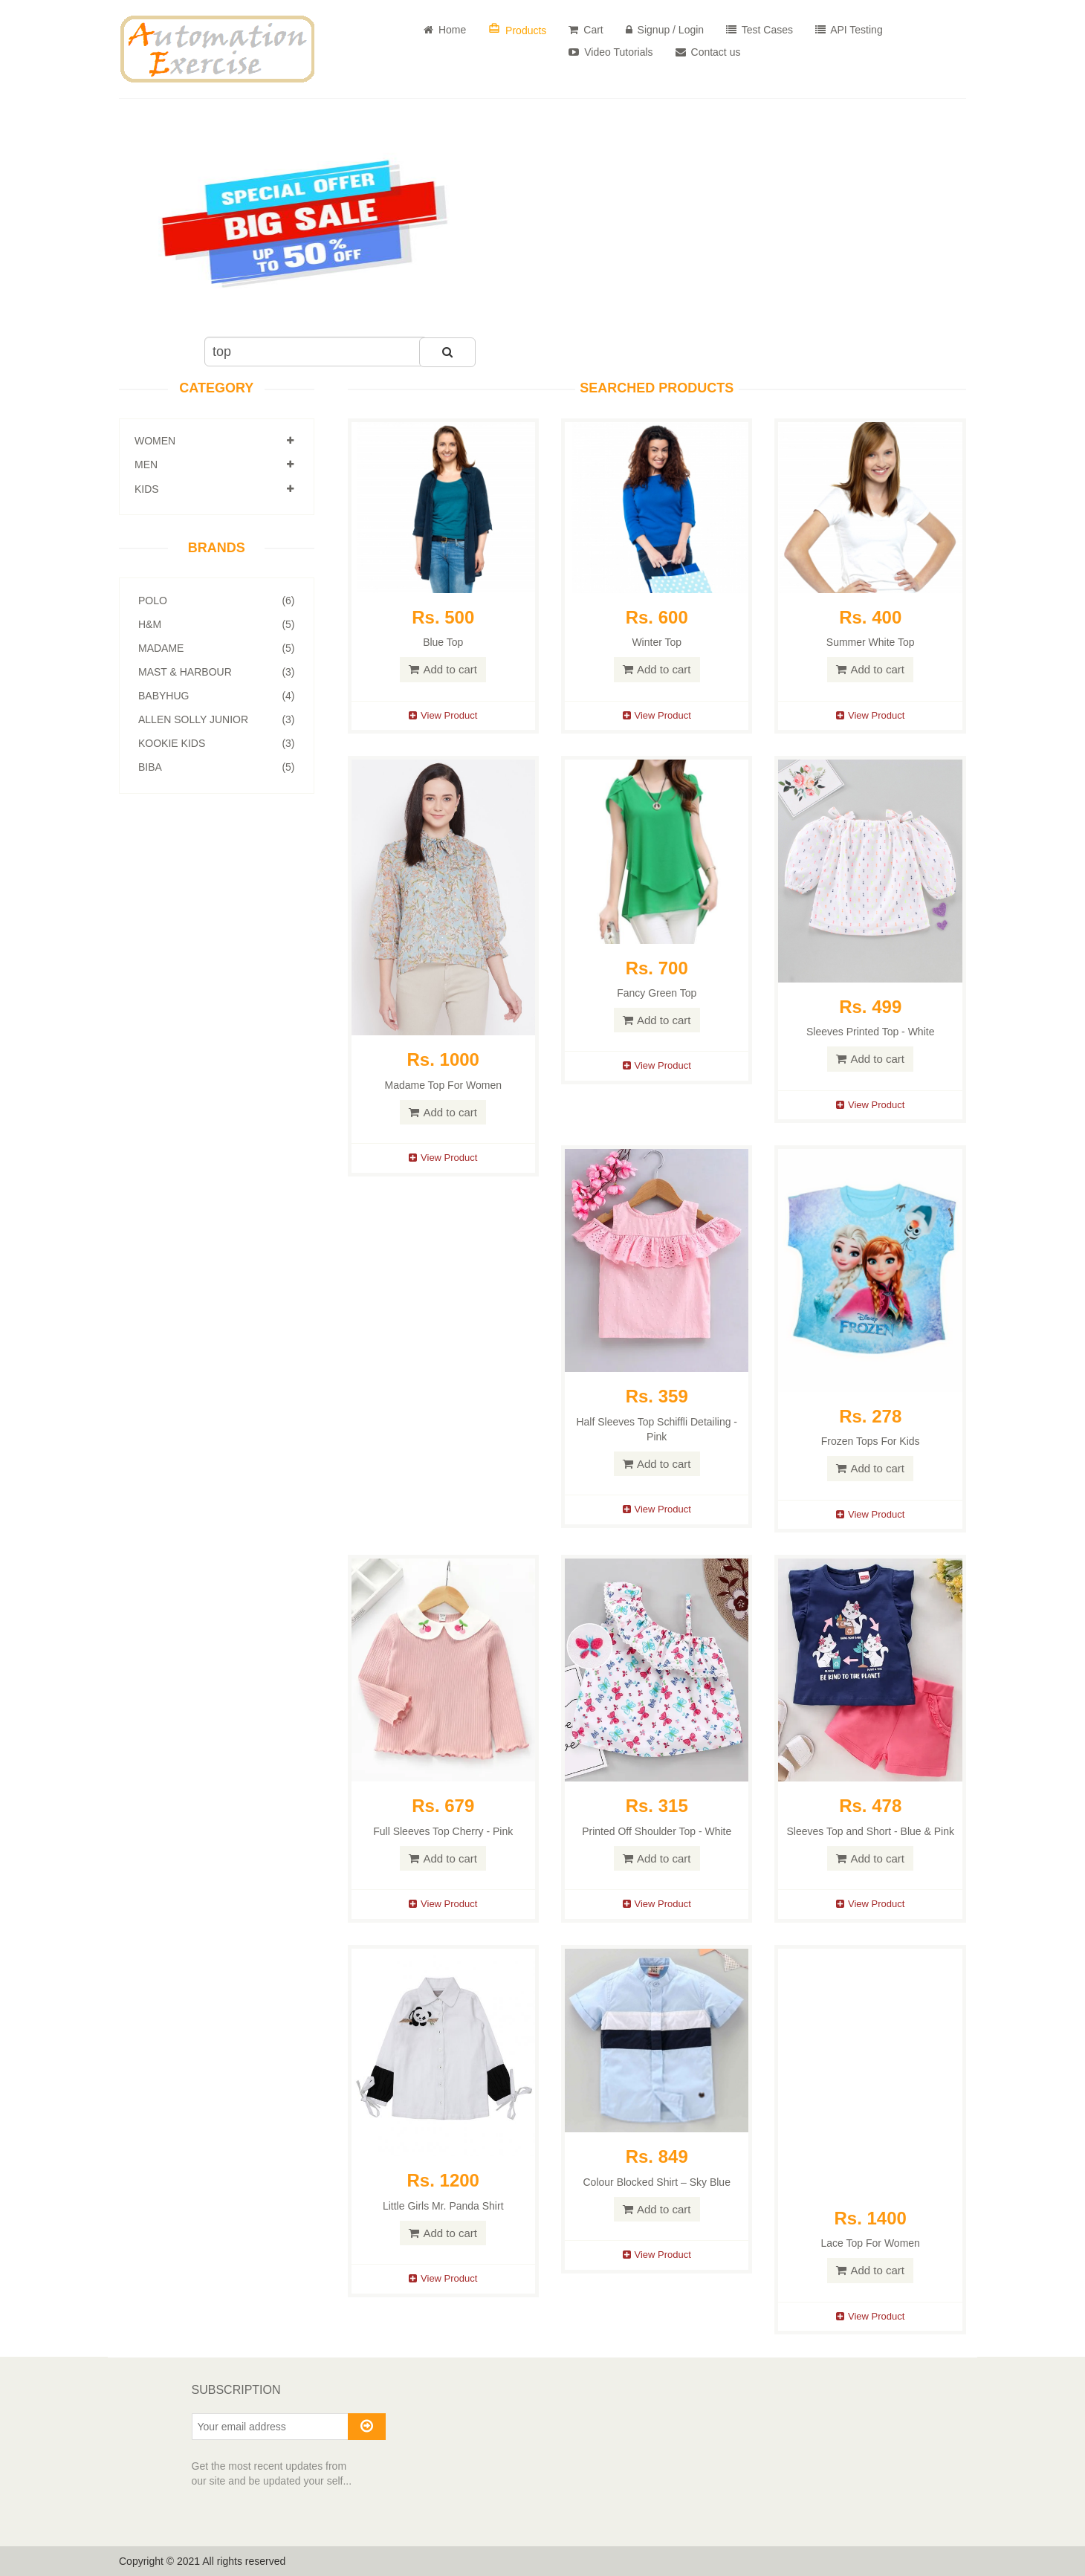 Automation
Exercise
Home
Products
Cart
Signup / Login
Test Cases
API Testing
Video Tutorials
Contact us
SPECIAL OFFER
BIG SALE
UP TO 50% OFF
top
CATEGORY
WOMEN
MEN
KIDS
BRANDS
POLO (6)
H&M (5)
MADAME (5)
MAST & HARBOUR (3)
BABYHUG (4)
ALLEN SOLLY JUNIOR (3)
KOOKIE KIDS (3)
BIBA (5)
SEARCHED PRODUCTS
Rs. 500
Blue Top
Add to cart
View Product
Rs. 600
Winter Top
Add to cart
View Product
Rs. 400
Summer White Top
Add to cart
View Product
Rs. 1000
Madame Top For Women
Add to cart
View Product
Rs. 700
Fancy Green Top
Add to cart
View Product
Rs. 499
Sleeves Printed Top - White
Add to cart
View Product
Rs. 359
Half Sleeves Top Schiffli Detailing -
Pink
Add to cart
View Product
Disney
FROZEN
Rs. 278
Frozen Tops For Kids
Add to cart
View Product
Rs. 679
Full Sleeves Top Cherry - Pink
Add to cart
View Product
Rs. 315
Printed Off Shoulder Top - White
Add to cart
View Product
BE KIND TO THE PLANET
Rs. 478
Sleeves Top and Short - Blue & Pink
Add to cart
View Product
Rs. 1200
Little Girls Mr. Panda Shirt
Add to cart
View Product
Rs. 849
Colour Blocked Shirt – Sky Blue
Add to cart
View Product
Rs. 1400
Lace Top For Women
Add to cart
View Product
SUBSCRIPTION
Your email address
Get the most recent updates from
our site and be updated your self...
Copyright © 2021 All rights reserved